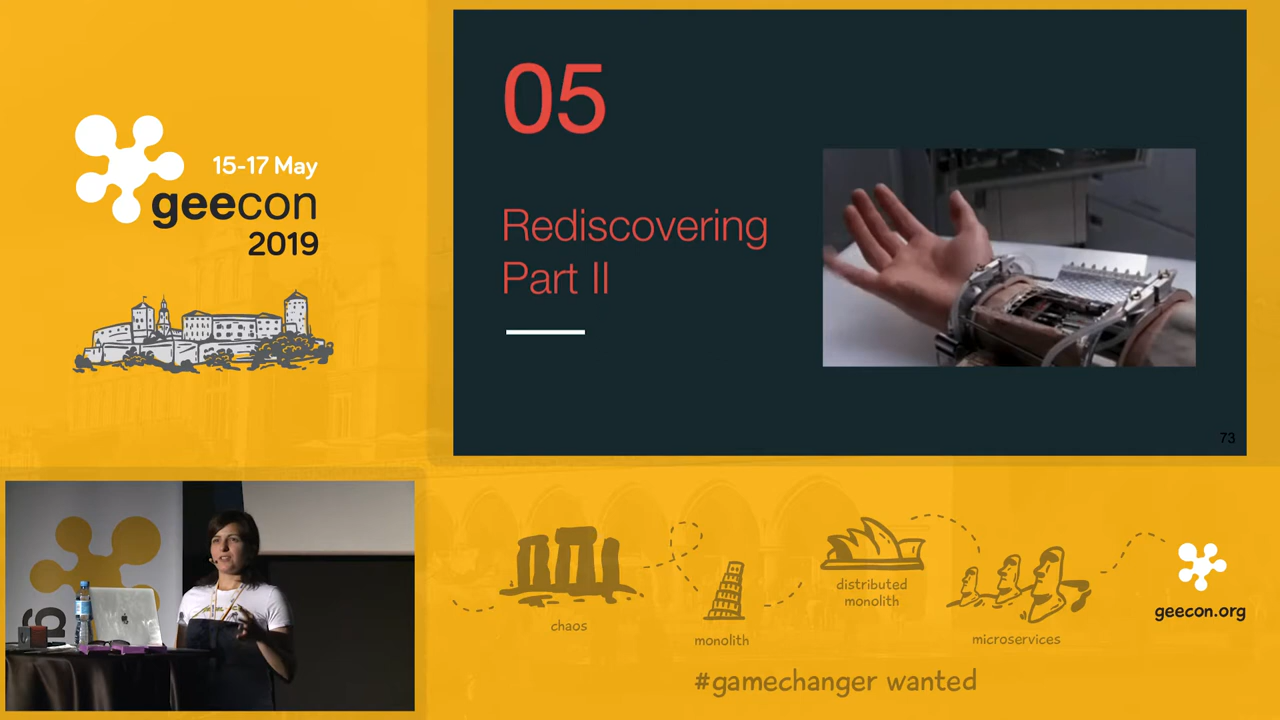 15-17 May
geecon
2019
05
Rediscovering
Part II
73
chaos
monolith
distributed
monolith
microservices
geecon.org
#gamechanger wanted